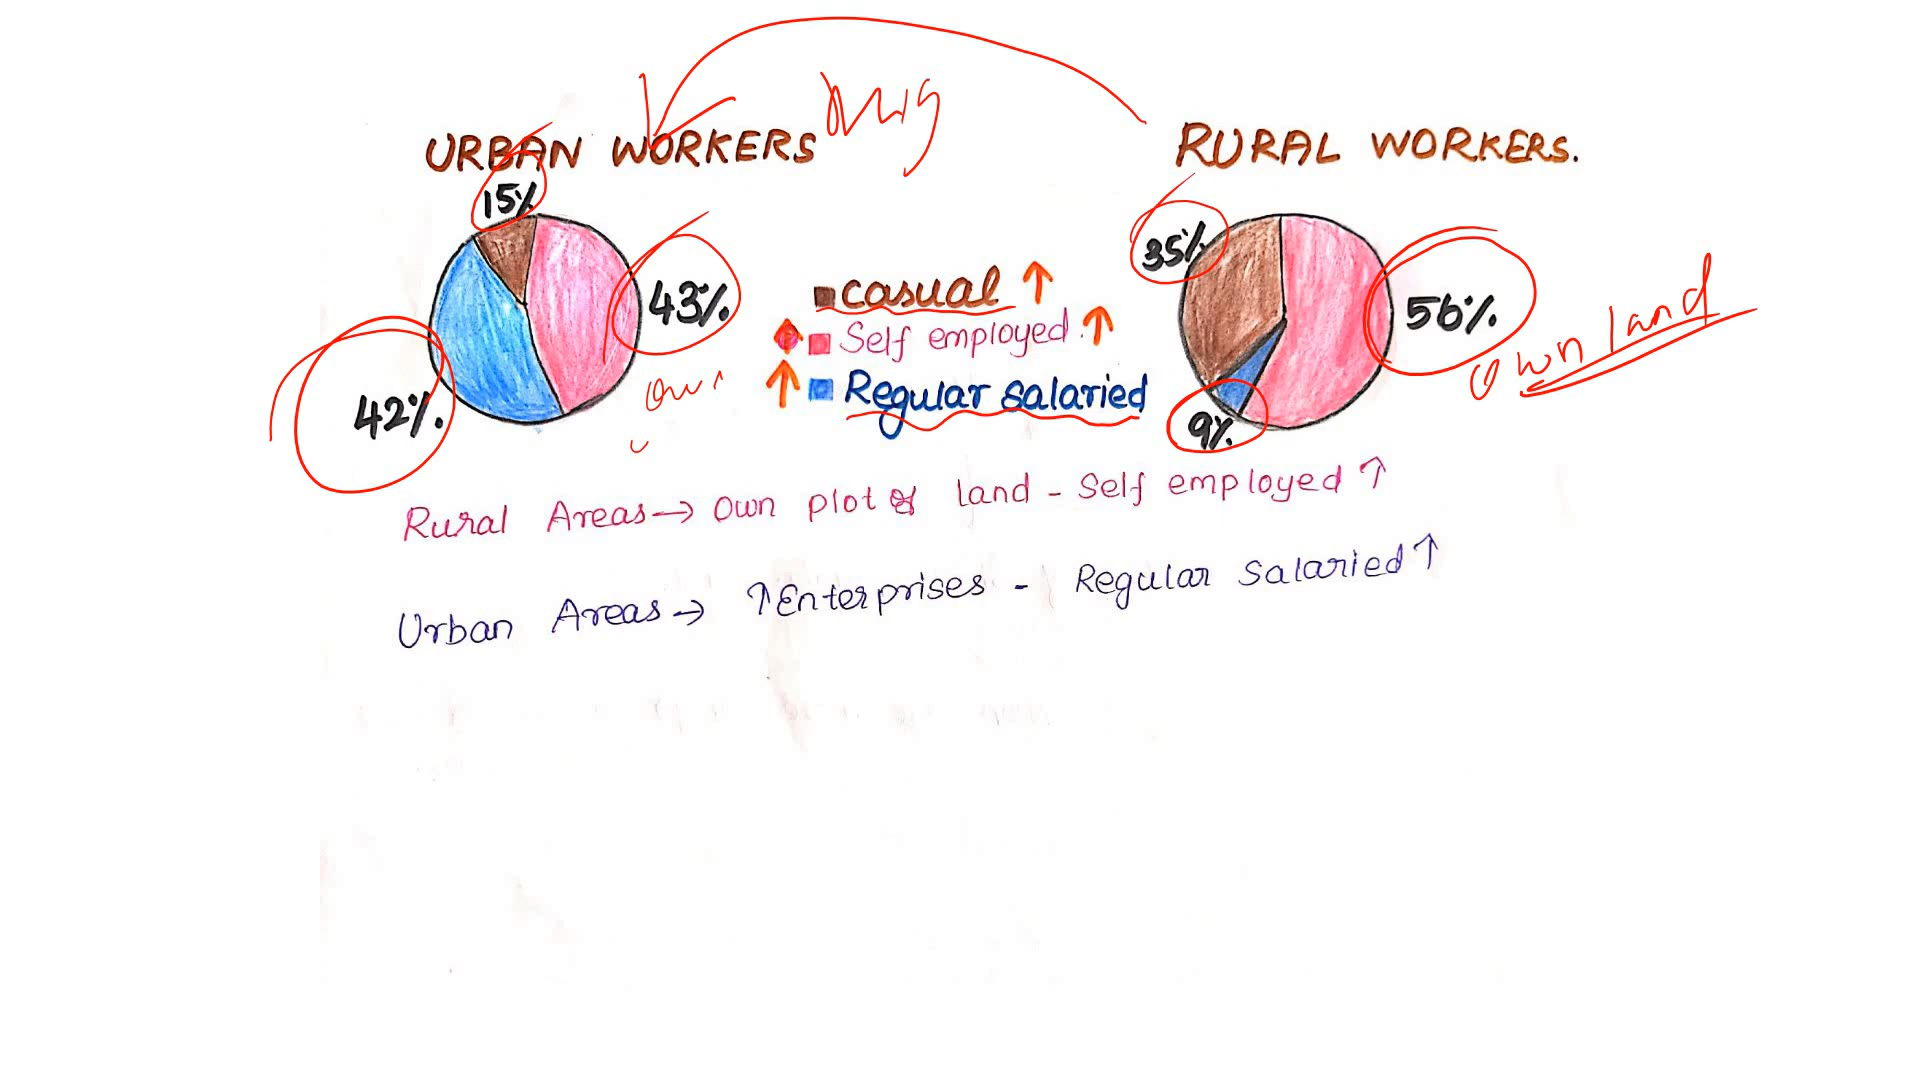 Mig
URBAN WORKERS
RURAL WORKERS.
15%
43%.
42%.
casual ↑
Self employed ↑
↑ Regular salaried
35%
56%.
9%.
own land
Rural Areas → Own plot of land - Self employed ↑
Urban Areas → ↑Enterprises - Regular Salaried ↑